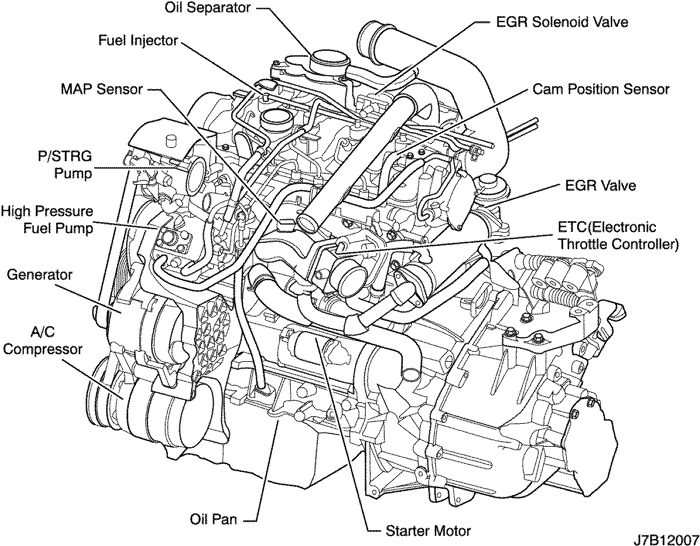 Oil Separator
EGR Solenoid Valve
Fuel Injector
MAP Sensor
Cam Position Sensor
P/STRG
Pump
EGR Valve
High Pressure
Fuel Pump
ETC(Electronic
Throttle Controller)
Generator
A/C
Compressor
Oil Pan
Starter Motor
J7B12007